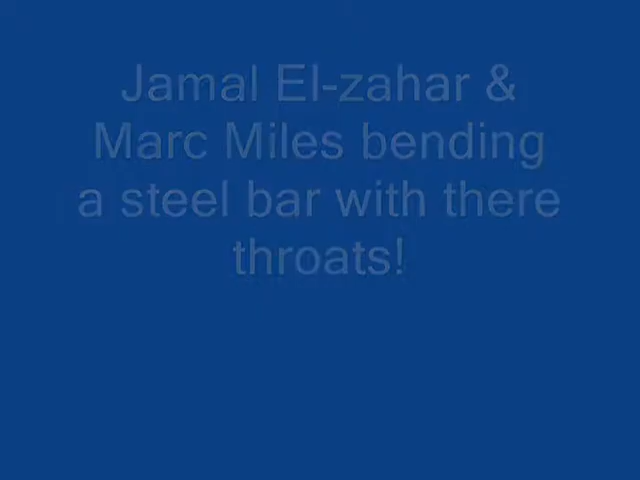 Jamal El-zahar &
Marc Miles bending
a steel bar with there
throats!